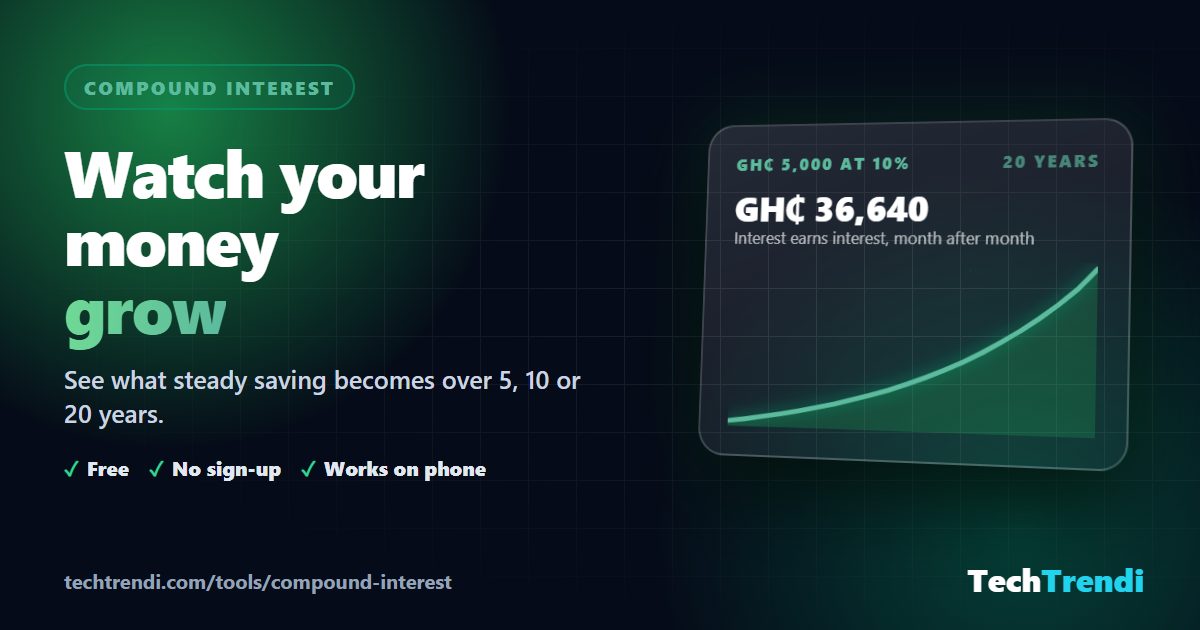 COMPOUND INTEREST
Watch your
money
grow
See what steady saving becomes over 5, 10 or
20 years.
✓ Free ✓ No sign-up ✓ Works on phone
GH₵ 5,000 AT 10%
20 YEARS
GH₵ 36,640
Interest earns interest, month after month
techtrendi.com/tools/compound-interest
TechTrendi